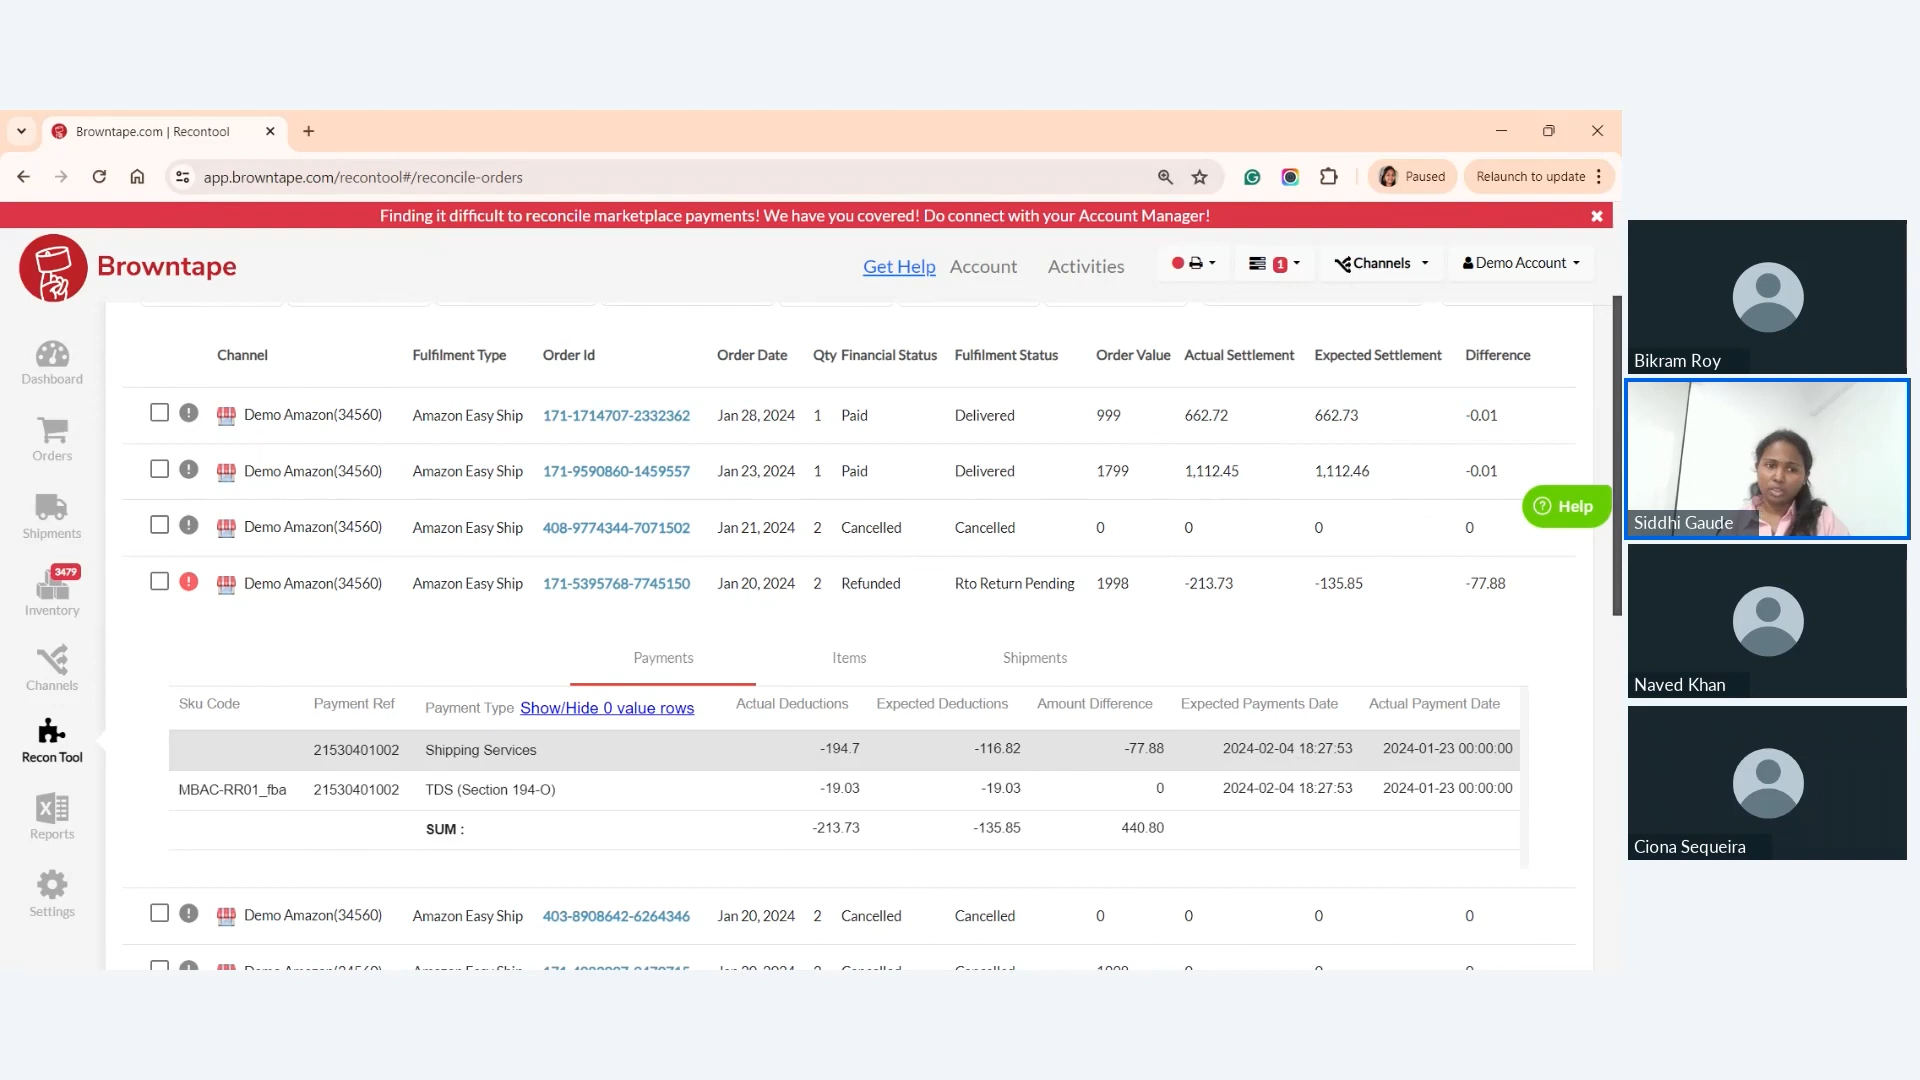 Browntape.com | Recontool
app.browntape.com/recontool#/reconcile-orders
Paused
Relaunch to update
Finding it difficult to reconcile marketplace payments! We have you covered! Do connect with your Account Manager!
Browntape
Get Help Account Activities 1 Channels Demo Account
Dashboard
Orders
Shipments
3479
Inventory
Channels
Recon Tool
Reports
Settings
Channel Fulfilment Type Order Id Order Date Qty Financial Status Fulfilment Status Order Value Actual Settlement Expected Settlement Difference
Demo Amazon(34560) Amazon Easy Ship 171-1714707-2332362 Jan 28, 2024 1 Paid Delivered 999 662.72 662.73 -0.01
Demo Amazon(34560) Amazon Easy Ship 171-9590860-1459557 Jan 23, 2024 1 Paid Delivered 1799 1,112.45 1,112.46 -0.01
Demo Amazon(34560) Amazon Easy Ship 408-9774344-7071502 Jan 21, 2024 2 Cancelled Cancelled 0 0 0 0
Demo Amazon(34560) Amazon Easy Ship 171-5395768-7745150 Jan 20, 2024 2 Refunded Rto Return Pending 1998 -213.73 -135.85 -77.88
Payments Items Shipments
Sku Code Payment Ref Payment Type Show/Hide 0 value rows Actual Deductions Expected Deductions Amount Difference Expected Payments Date Actual Payment Date
21530401002 Shipping Services -194.7 -116.82 -77.88 2024-02-04 18:27:53 2024-01-23 00:00:00
MBAC-RR01_fba 21530401002 TDS (Section 194-O) -19.03 -19.03 0 2024-02-04 18:27:53 2024-01-23 00:00:00
SUM : -213.73 -135.85 440.80
Demo Amazon(34560) Amazon Easy Ship 403-8908642-6264346 Jan 20, 2024 2 Cancelled Cancelled 0 0 0 0
Help
Bikram Roy
Siddhi Gaude
Naved Khan
Ciona Sequeira